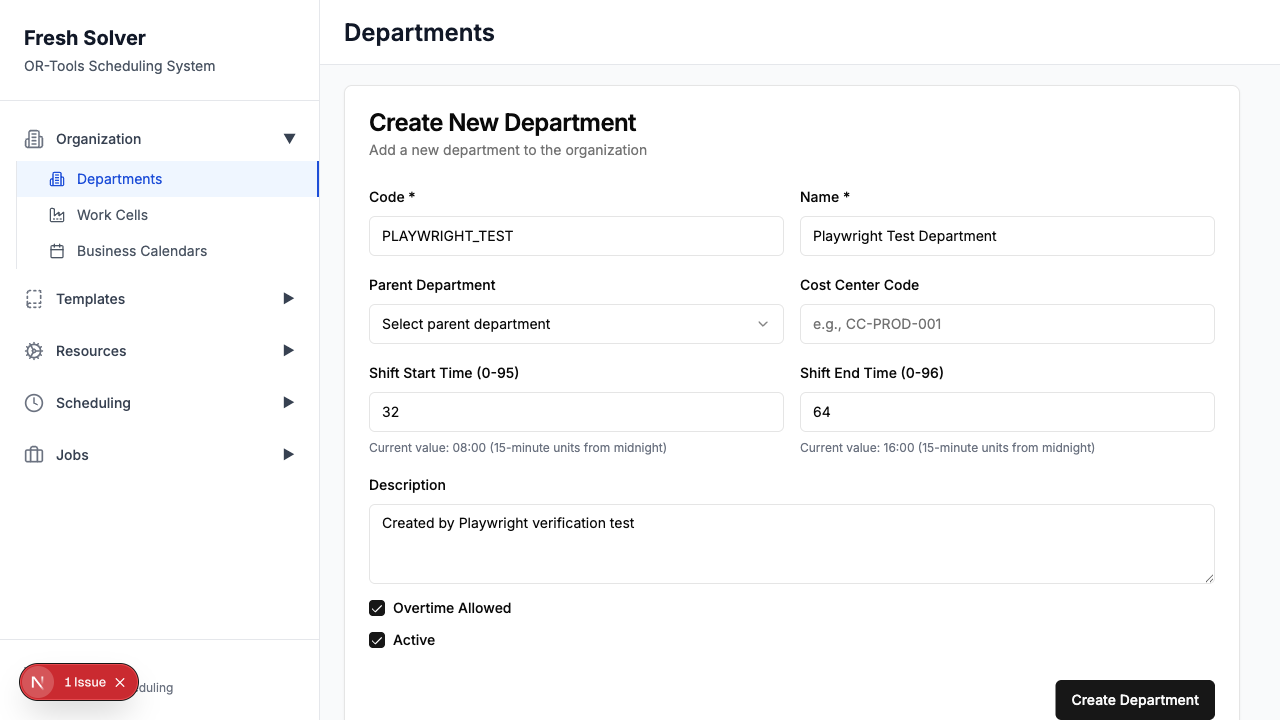 Fresh Solver
OR-Tools Scheduling System
Organization
Departments
Work Cells
Business Calendars
Templates
Resources
Scheduling
Jobs
1 Issue
duling
Departments
Create New Department
Add a new department to the organization
Code *
PLAYWRIGHT_TEST
Name *
Playwright Test Department
Parent Department
Select parent department
Cost Center Code
e.g., CC-PROD-001
Shift Start Time (0-95)
32
Current value: 08:00 (15-minute units from midnight)
Shift End Time (0-96)
64
Current value: 16:00 (15-minute units from midnight)
Description
Created by Playwright verification test
Overtime Allowed
Active
Create Department